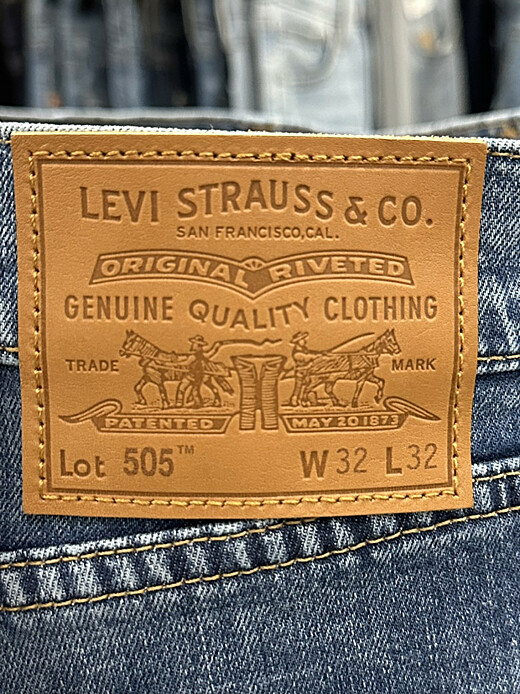 LEVI STRAUSS & CO.
SAN FRANCISCO, CAL.
ORIGINAL RIVETED
GENUINE QUALITY CLOTHING
TRADE MARK
PATENTED MAY 20 1873
Lot 505™ W 32 L 32